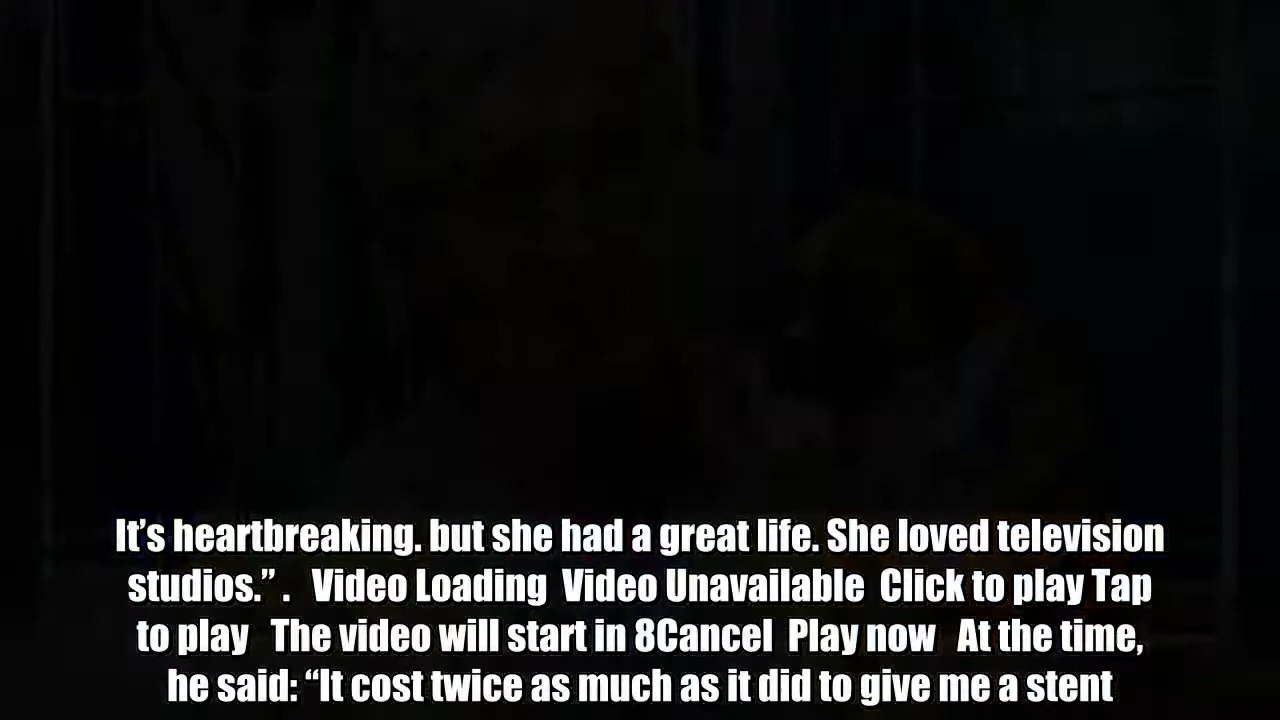 It’s heartbreaking. but she had a great life. She loved television
studios.” .   Video Loading  Video Unavailable  Click to play Tap
to play   The video will start in 8Cancel  Play now   At the time,
he said: “It cost twice as much as it did to give me a stent